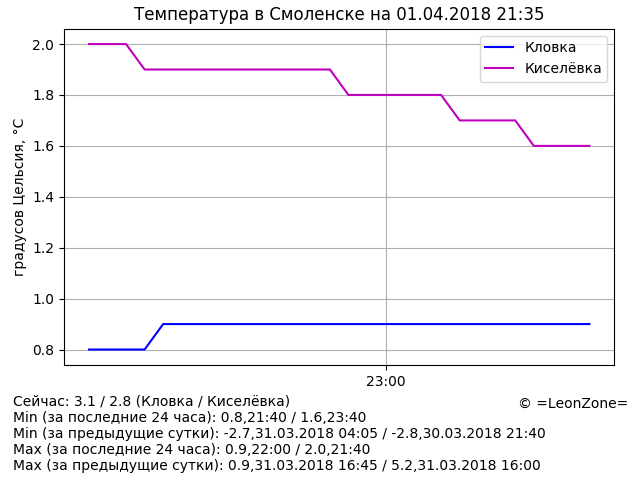 Температура в Смоленске на 01.04.2018 21:35
градусов Цельсия, °C
2.0
1.8
1.6
1.4
1.2
1.0
0.8
Кловка
Киселёвка
23:00
Сейчас: 3.1 / 2.8 (Кловка / Киселёвка)
© =LeonZone=
Min (за последние 24 часа): 0.8,21:40 / 1.6,23:40
Min (за предыдущие сутки): -2.7,31.03.2018 04:05 / -2.8,30.03.2018 21:40
Max (за последние 24 часа): 0.9,22:00 / 2.0,21:40
Max (за предыдущие сутки): 0.9,31.03.2018 16:45 / 5.2,31.03.2018 16:00